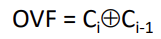 OVF = Cᵢ⊕Cᵢ₋₁